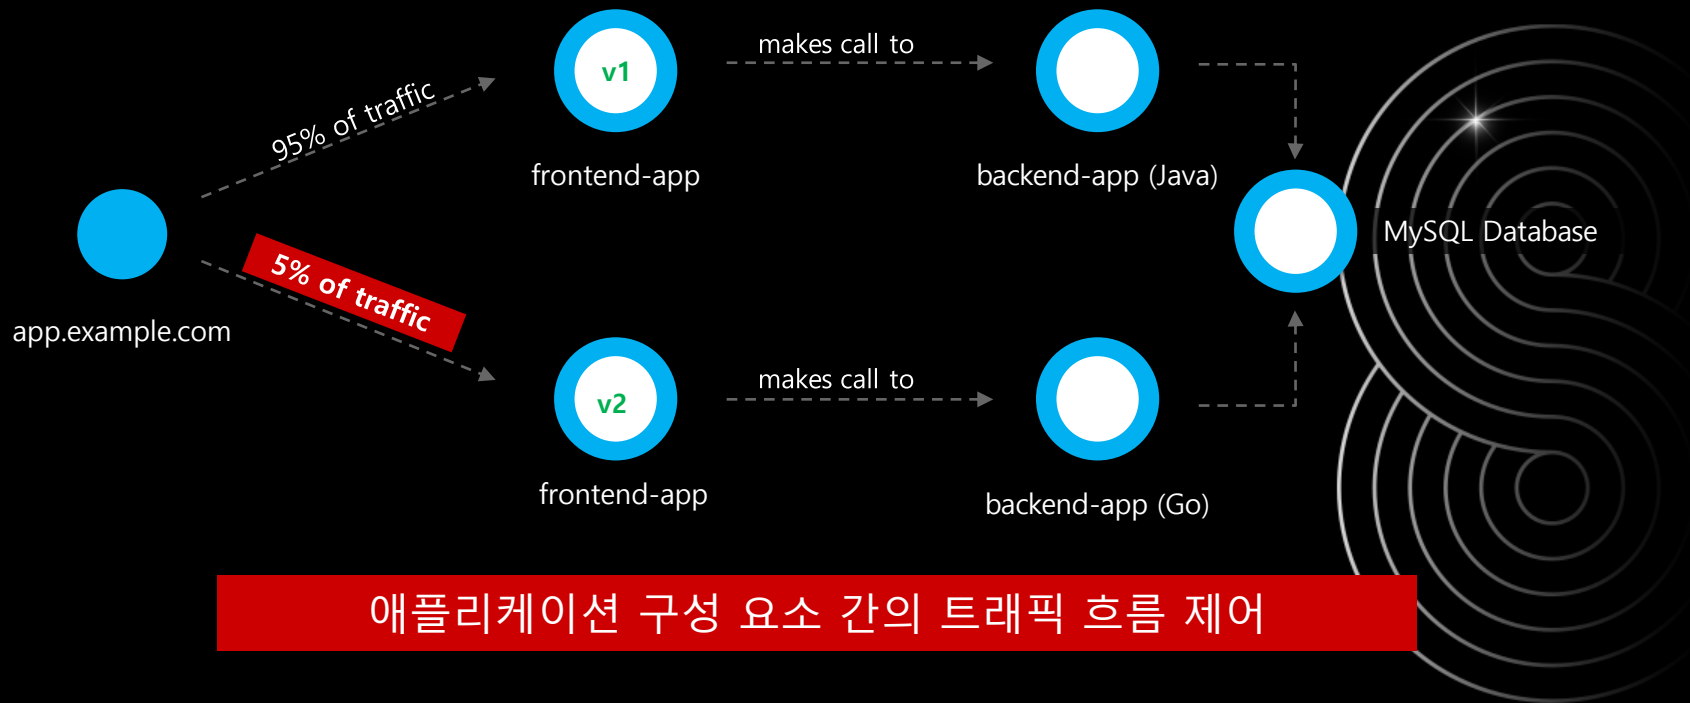 v1
makes call to
95% of traffic
frontend-app
backend-app (Java)
MySQL Database
5% of traffic
app.example.com
v2
makes call to
frontend-app
backend-app (Go)
애플리케이션 구성 요소 간의 트래픽 흐름 제어